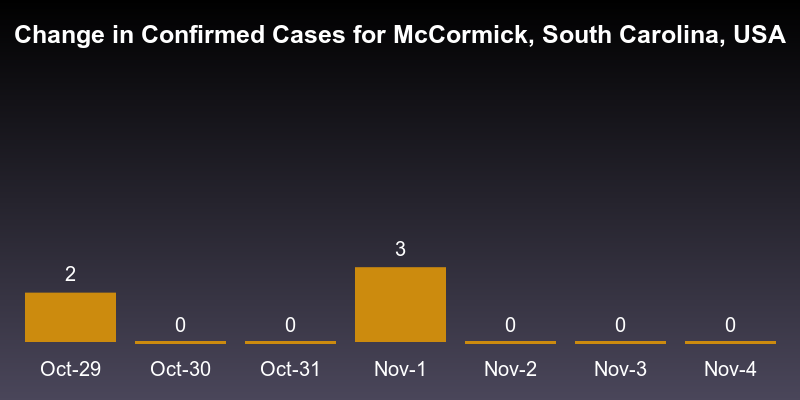 Change in Confirmed Cases for McCormick, South Carolina, USA
3
2
0 0 0 0 0
Oct-29 Oct-30 Oct-31 Nov-1 Nov-2 Nov-3 Nov-4